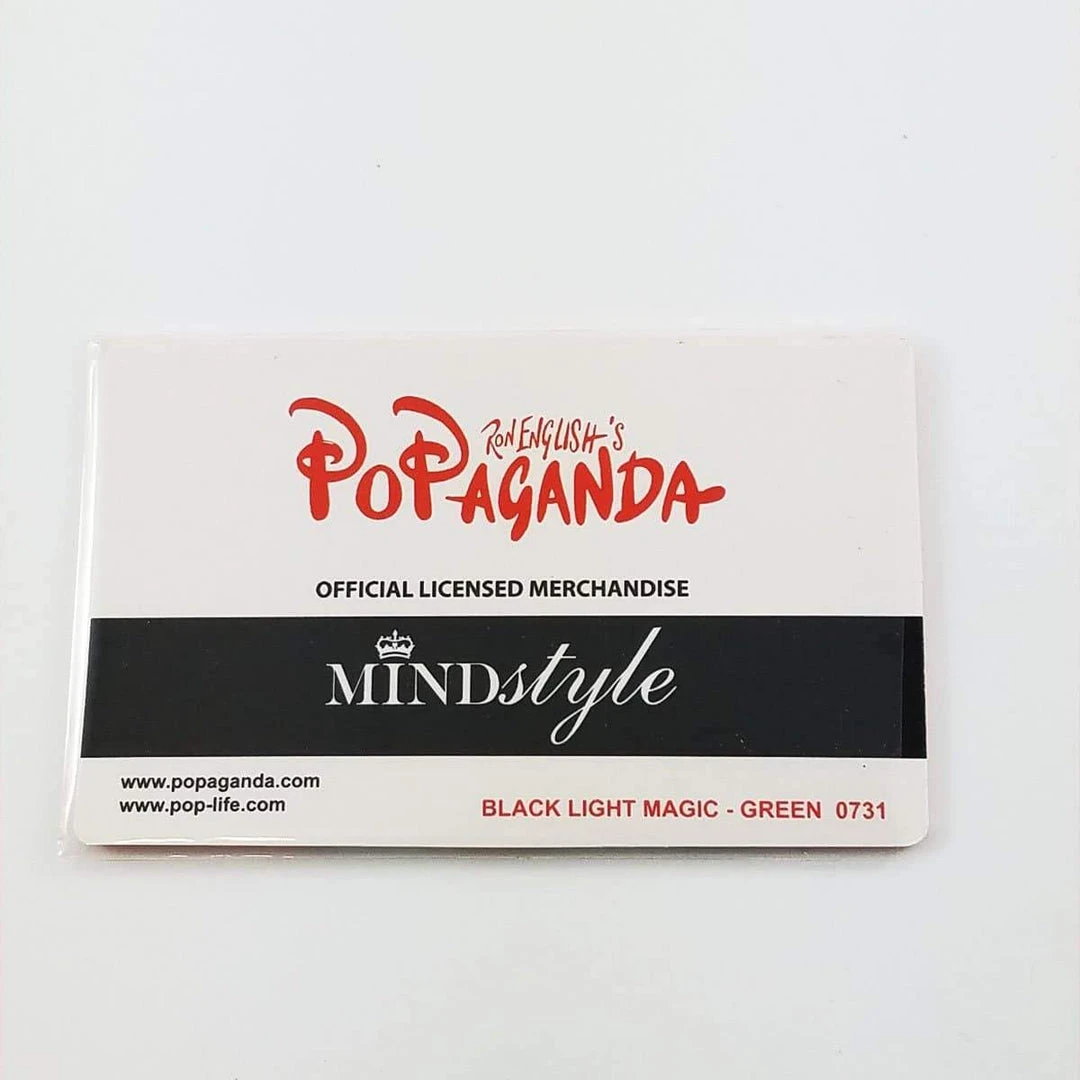 RON ENGLISH'S
POPAGANDA
OFFICIAL LICENSED MERCHANDISE
MINDstyle
www.popaganda.com
www.pop-life.com
BLACK LIGHT MAGIC - GREEN 0731